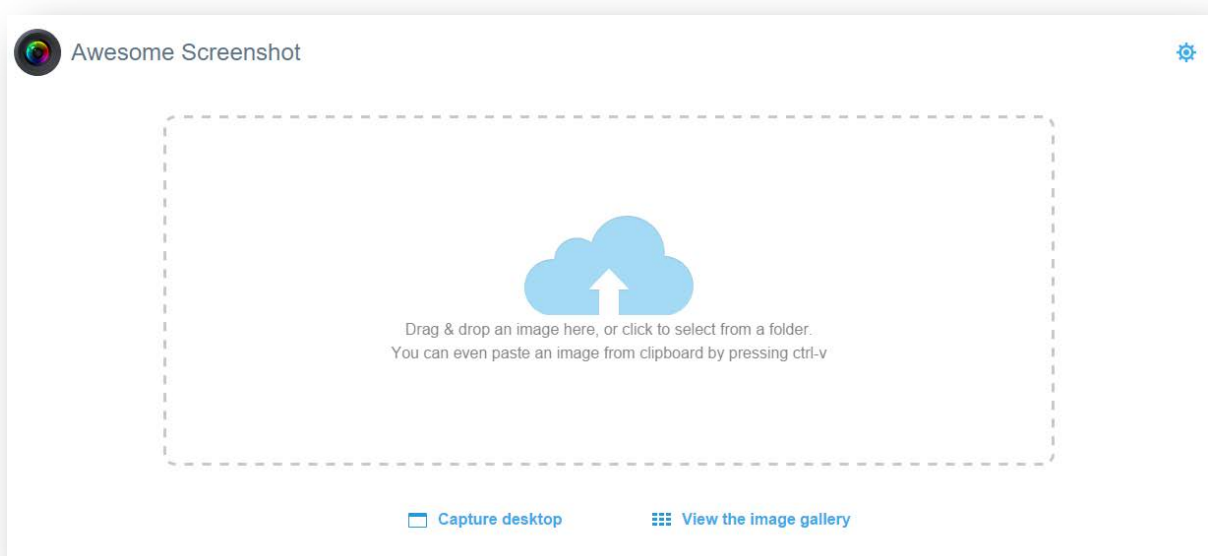 Awesome Screenshot
Drag & drop an image here, or click to select from a folder.
You can even paste an image from clipboard by pressing ctrl-v
Capture desktop
View the image gallery